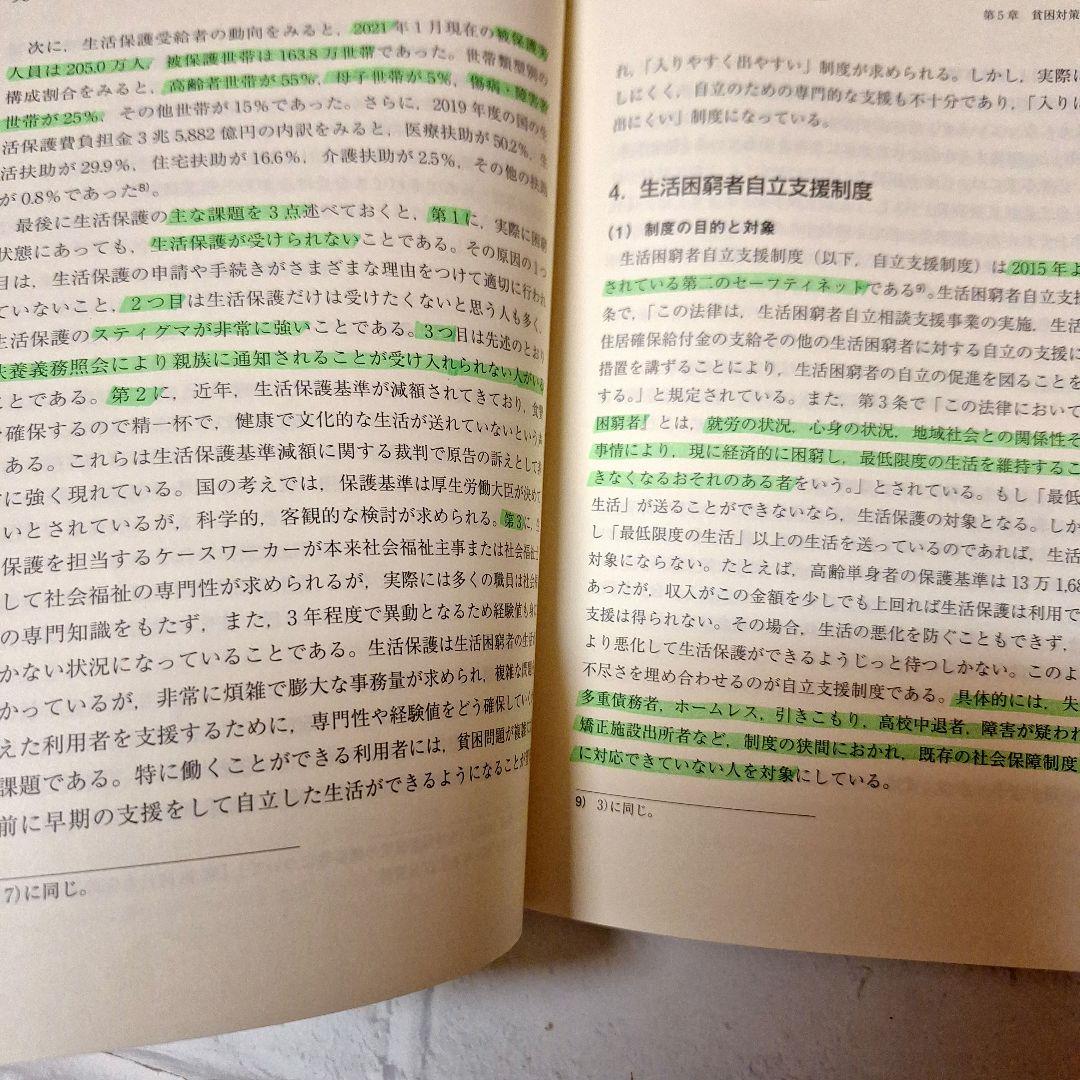 次に，生活保護受給者の動向をみると，2021年1月現在の被保護実
人員は205.0万人，被保護世帯は163.8万世帯であった。世帯類型別の
構成割合をみると，高齢者世帯が55%，母子世帯が5%，傷病・障害者
世帯が25%，その他世帯が15%であった。さらに，2019年度の国の生
活保護費負担金3兆5,882億円の内訳をみると，医療扶助が50.2%，生
活扶助が29.9%，住宅扶助が16.6%，介護扶助が2.5%，その他の扶助
が0.8%であった8)。
最後に生活保護の主な課題を3点述べておくと，第1に，実際に困窮
状態にあっても，生活保護が受けられないことである。その原因の1つ
目は，生活保護の申請や手続きがさまざまな理由をつけて適切に行われ
ていないこと，2つ目は生活保護だけは受けたくないと思う人も多く，
生活保護のスティグマが非常に強いことである。3つ目は先述のとおり
扶養義務照会により親族に通知されることが受け入れられない人がいる
ことである。第2に，近年，生活保護基準が減額されてきており，食費
確保するので精一杯で，健康で文化的な生活が送れていないという
ある。これらは生活保護基準減額に関する裁判で原告の訴えとして
に強く現れている。国の考えでは，保護基準は厚生労働大臣が決めて
いとされているが，科学的，客観的な検討が求められる。第3に，生
保護を担当するケースワーカーが本来社会福祉主事または社会福祉士
して社会福祉の専門性が求められるが，実際には多くの職員は社会福
の専門知識をもたず，また，3年程度で異動となるため経験値も身に
かない状況になっていることである。生活保護は生活困窮者の生活
かっているが，非常に煩雑で膨大な事務量が求められ，複雑な問題
えた利用者を支援するために，専門性や経験値をどう確保していく
課題である。特に働くことができる利用者には，貧困問題が複雑に
前に早期の支援をして自立した生活ができるようになることが
7)に同じ。
第5章 貧困対策
れ，「入りやすく出やすい」制度が求められる。しかし，実際に
しにくく，自立のための専門的な支援も不十分であり，「入りに
出にくい」制度になっている。
4. 生活困窮者自立支援制度
(1) 制度の目的と対象
生活困窮者自立支援制度（以下，自立支援制度）は2015年よ
されている第二のセーフティネットである9)。生活困窮者自立支援
条で，「この法律は，生活困窮者自立相談支援事業の実施，生活
住居確保給付金の支給その他の生活困窮者に対する自立の支援に
措置を講ずることにより，生活困窮者の自立の促進を図ることを
する。」と規定されている。また，第3条で「この法律において
困窮者』とは，就労の状況，心身の状況，地域社会との関係性そ
事情により，現に経済的に困窮し，最低限度の生活を維持するこ
きなくなるおそれのある者をいう。」とされている。もし「最低
生活」が送ることができないなら，生活保護の対象となる。しか
し「最低限度の生活」以上の生活を送っているのであれば，生活
対象にならない。たとえば，高齢単身者の保護基準は13万1,68
あったが，収入がこの金額を少しでも上回れば生活保護は利用で
支援は得られない。その場合，生活の悪化を防ぐこともできず，
より悪化して生活保護ができるようじっと待つしかない。このよ
不尽さを埋め合わせるのが自立支援制度である。具体的には，失
多重債務者，ホームレス，引きこもり，高校中退者，障害が疑われ
矯正施設出所者など，制度の狭間におかれ，既存の社会保障制度
に対応できていない人を対象にしている。
9) 3)に同じ。